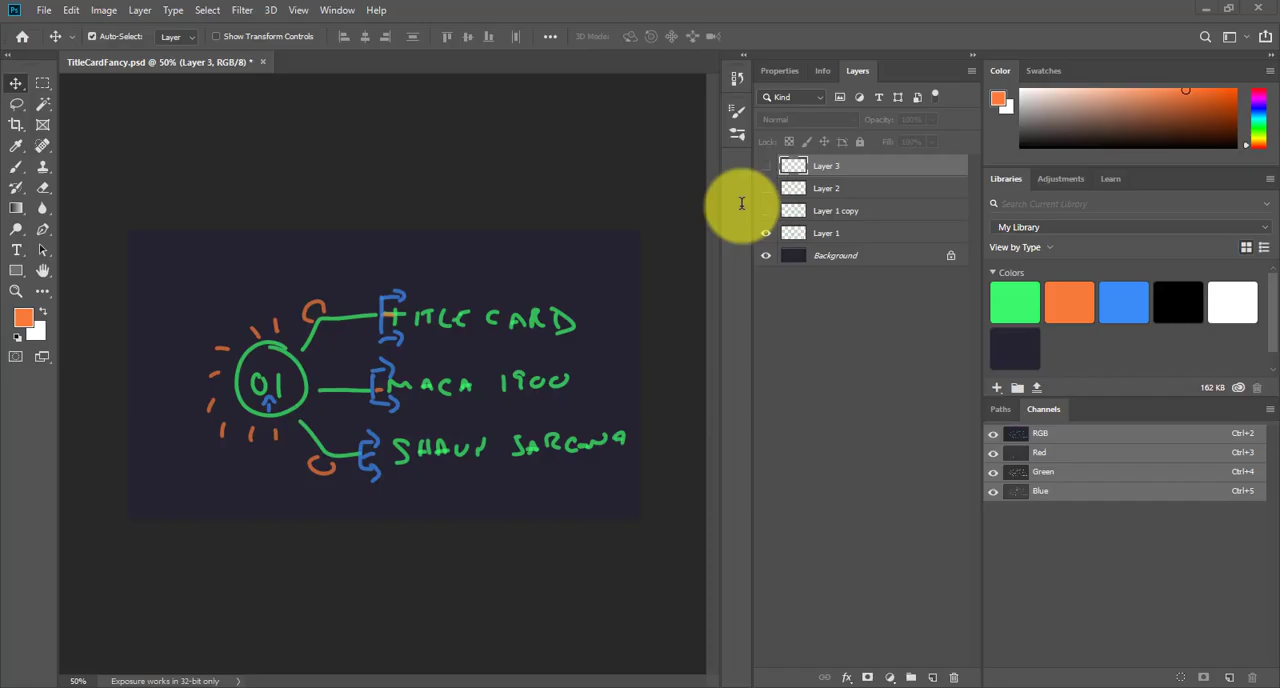 File Edit Image Layer Type Select Filter 3D View Window Help
Auto-Select: Layer Show Transform Controls 3D Mode:
TitleCardFancy.psd @ 50% (Layer 3, RGB/8) *
Properties Info Layers
Kind
Normal Opacity: 100%
Lock: Fill: 100%
Layer 3
Layer 2
Layer 1 copy
Layer 1
Background
Color Swatches
Libraries Adjustments Learn
Search Current Library
My Library
View by Type
Colors
162 KB
Paths Channels
RGB Ctrl+2
Red Ctrl+3
Green Ctrl+4
Blue Ctrl+5
01
TITLE CARD
MACA 1900
SHAUN
50% Exposure works in 32-bit only